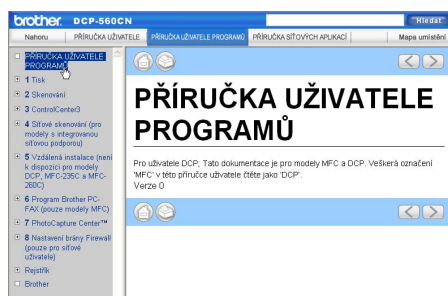 brother. DCP-560CN
Hledat
Nahoru
PŘÍRUČKA UŽIVATELE
PŘÍRUČKA UŽIVATELE PROGRAMŮ
PŘÍRUČKA SÍŤOVÝCH APLIKACÍ
Mapa umístění
PŘÍRUČKA UŽIVATELE
PROGRAMŮ
1 Tisk
2 Skenování
3 ControlCenter3
4 Síťové skenování (pro
modely s integrovanou
síťovou podporou)
5 Vzdálená instalace (není
k dispozici pro modely
DCP, MFC-235C a MFC-
260C)
6 Program Brother PC-
FAX (pouze modely MFC)
7 PhotoCapture Center™
8 Nastavení brány Firewall
(pouze pro síťové
uživatele)
Rejstřík
Brother
PŘÍRUČKA UŽIVATELE
PROGRAMŮ
Pro uživatele DCP; Tato dokumentace je pro modely MFC a DCP. Veškerá označení
'MFC' v této příručce uživatele čtěte jako 'DCP'.
Verze 0